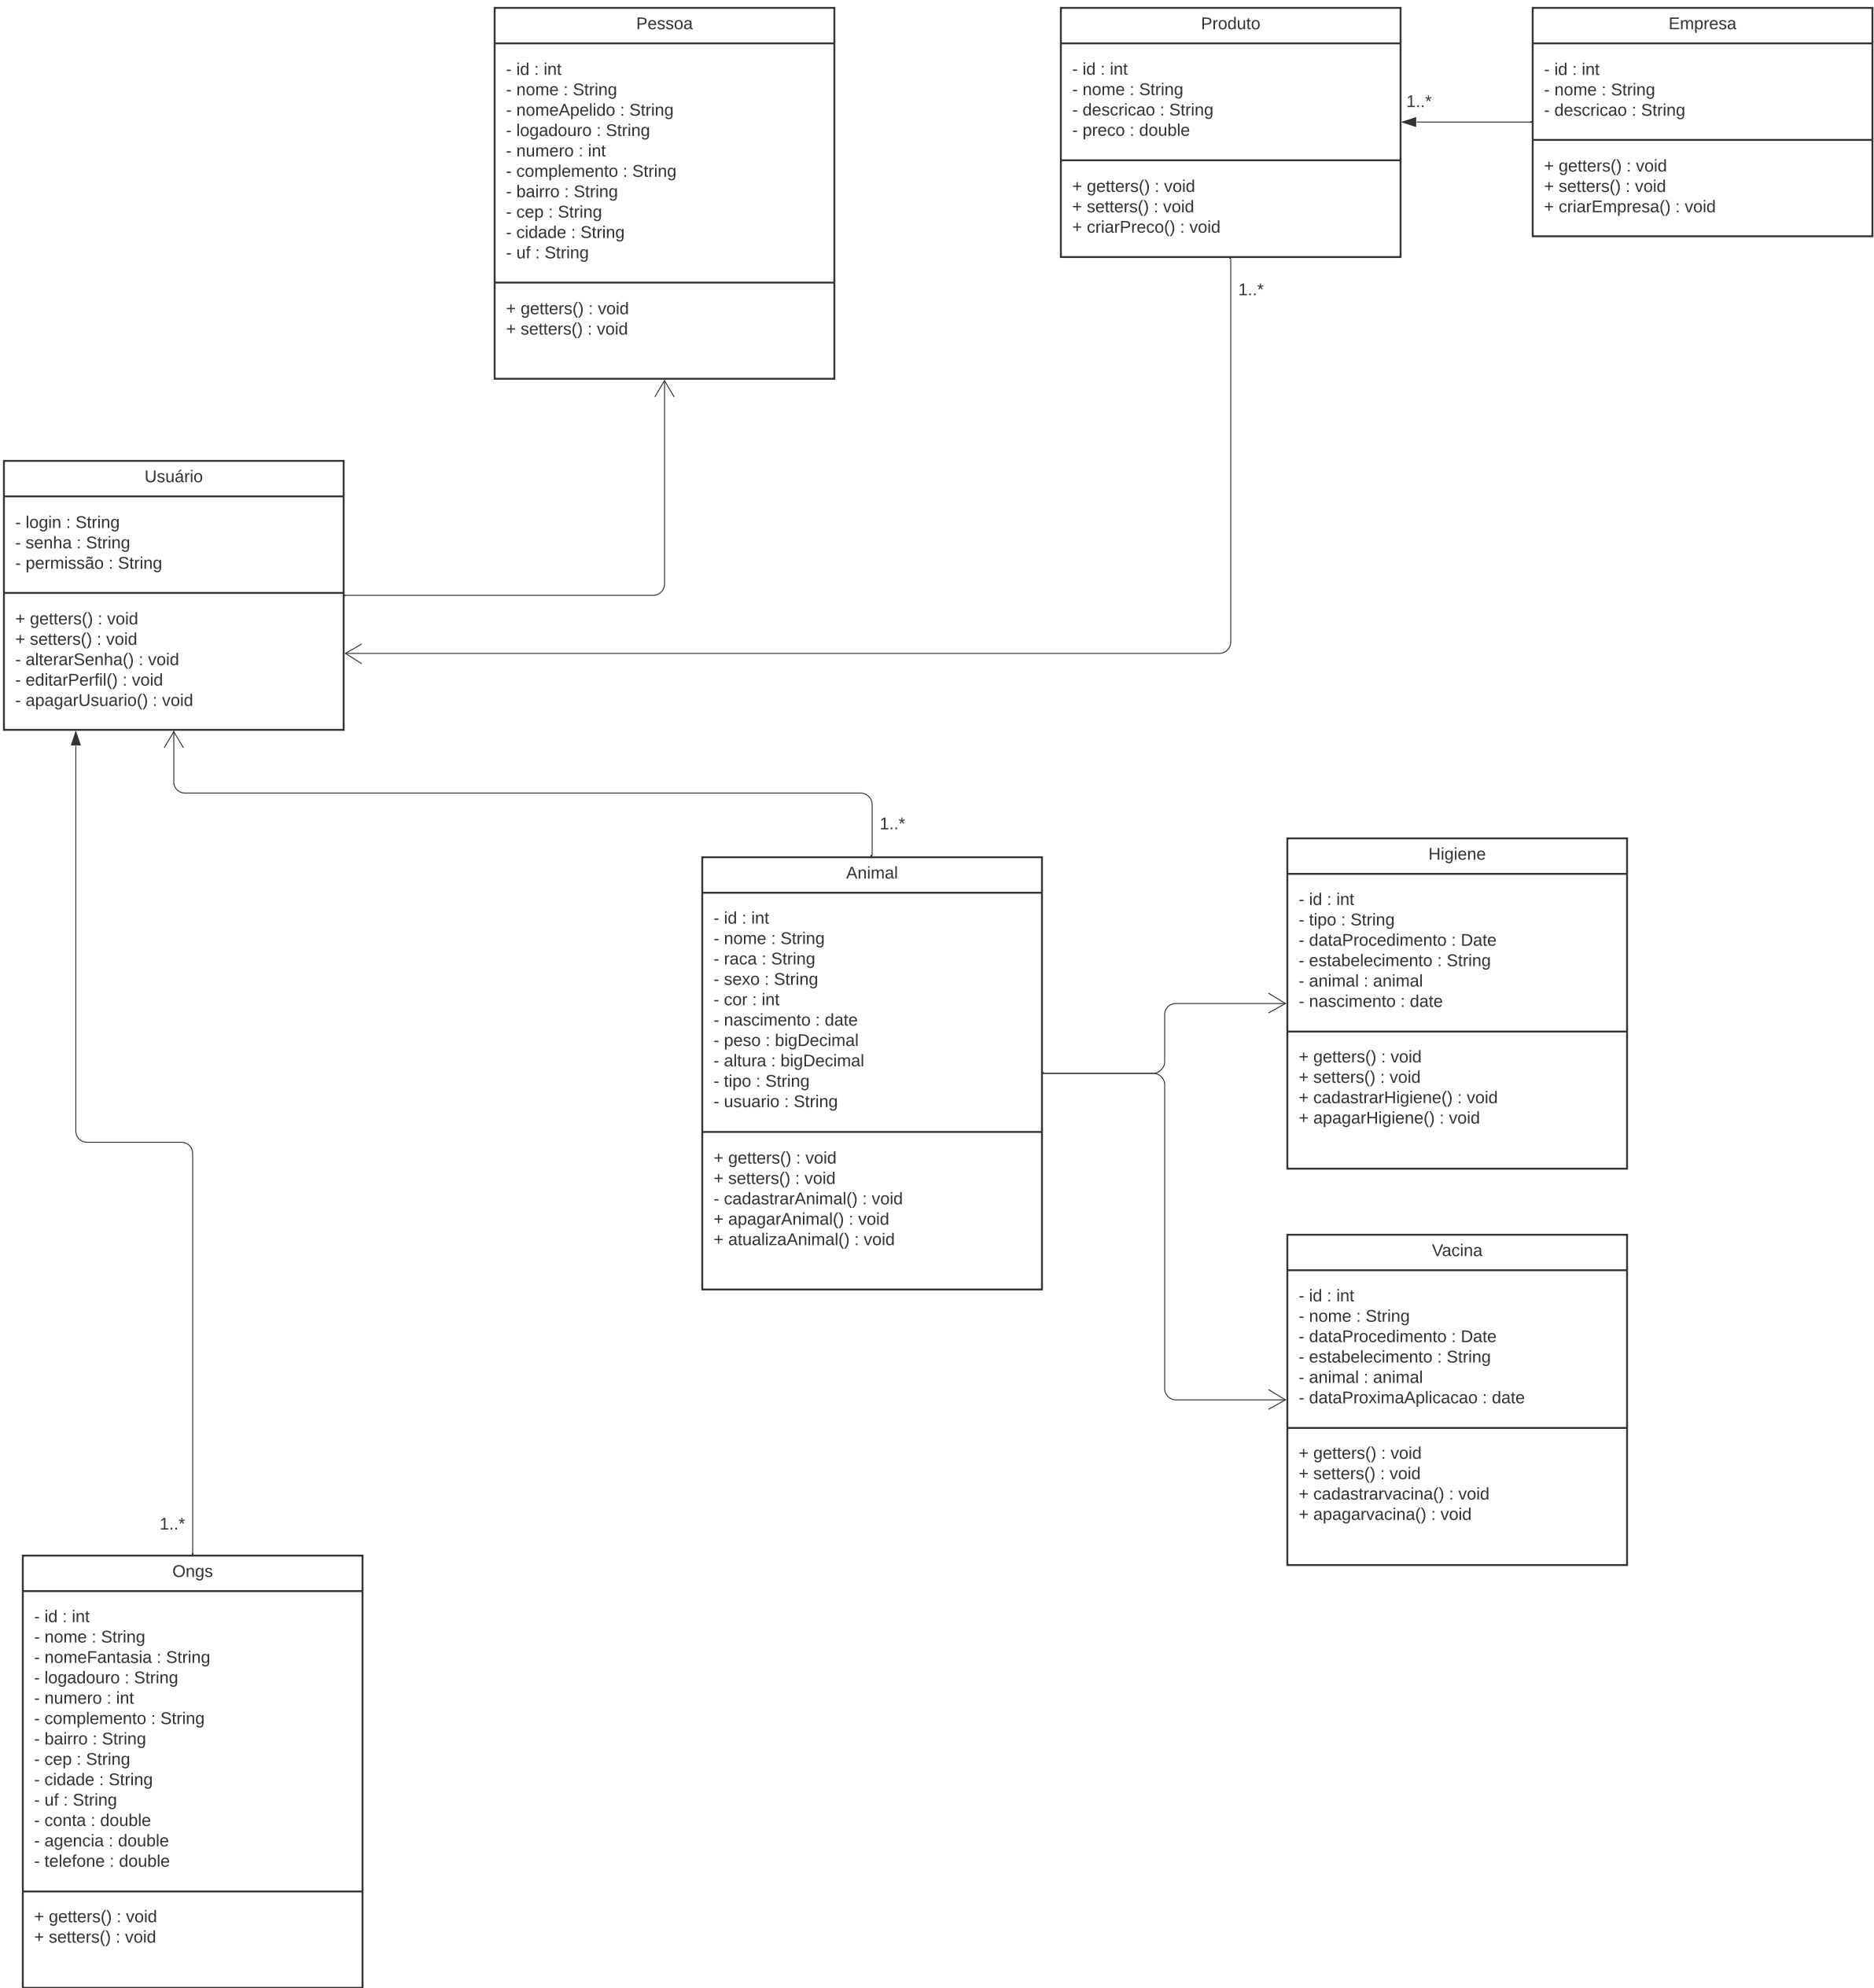 Pessoa
- id : int
- nome : String
- nomeApelido : String
- logadouro : String
- numero : int
- complemento : String
- bairro : String
- cep : String
- cidade : String
- uf : String
+ getters() : void
+ setters() : void
Produto
- id : int
- nome : String
- descricao : String
- preco : double
+ getters() : void
+ setters() : void
+ criarPreco() : void
1..*
1..*
Empresa
- id : int
- nome : String
- descricao : String
+ getters() : void
+ setters() : void
+ criarEmpresa() : void
Usuário
- login : String
- senha : String
- permissão : String
+ getters() : void
+ setters() : void
- alterarSenha() : void
- editarPerfil() : void
- apagarUsuario() : void
1..*
Animal
- id : int
- nome : String
- raca : String
- sexo : String
- cor : int
- nascimento : date
- peso : bigDecimal
- altura : bigDecimal
- tipo : String
- usuario : String
+ getters() : void
+ setters() : void
- cadastrarAnimal() : void
+ apagarAnimal() : void
+ atualizaAnimal() : void
Higiene
- id : int
- tipo : String
- dataProcedimento : Date
- estabelecimento : String
- animal : animal
- nascimento : date
+ getters() : void
+ setters() : void
+ cadastrarHigiene() : void
+ apagarHigiene() : void
Vacina
- id : int
- nome : String
- dataProcedimento : Date
- estabelecimento : String
- animal : animal
- dataProximaAplicacao : date
+ getters() : void
+ setters() : void
+ cadastrarvacina() : void
+ apagarvacina() : void
1..*
Ongs
- id : int
- nome : String
- nomeFantasia : String
- logadouro : String
- numero : int
- complemento : String
- bairro : String
- cep : String
- cidade : String
- uf : String
- conta : double
- agencia : double
- telefone : double
+ getters() : void
+ setters() : void